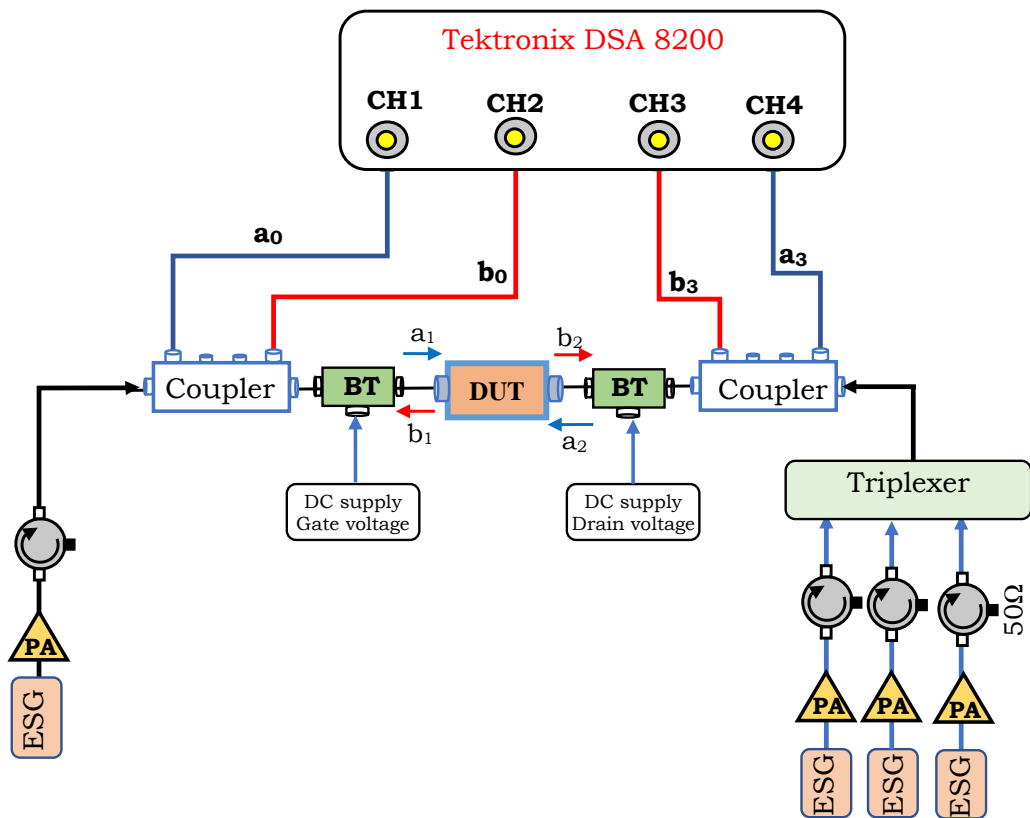 Tektronix DSA 8200
CH1
CH2
CH3
CH4
a₀
b₀
b₃
a₃
a₁
b₂
Coupler
BT
DUT
BT
Coupler
b₁
a₂
DC supply
Gate voltage
DC supply
Drain voltage
Triplexer
50Ω
PA
PA
PA
PA
ESG
ESG
ESG
ESG